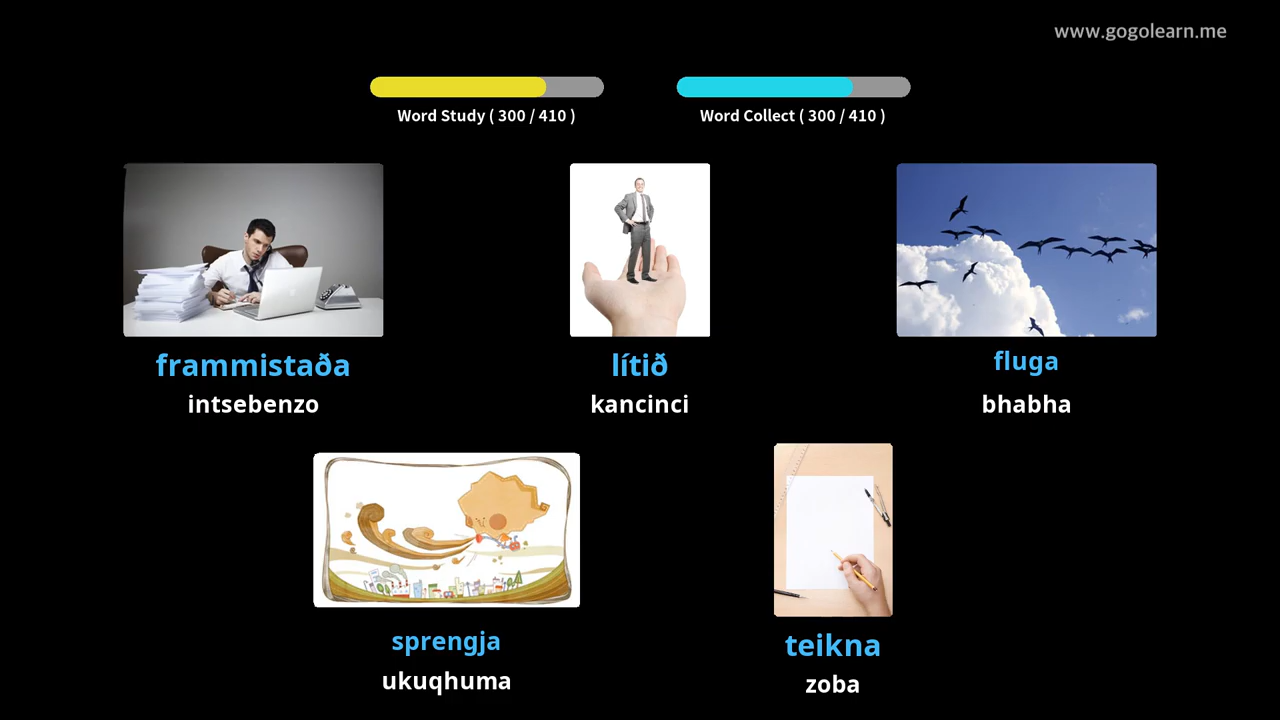 www.gogolearn.me
Word Study ( 300 / 410 )
Word Collect ( 300 / 410 )
frammistaða
intsebenzo
lítið
kancinci
fluga
bhabha
sprengja
ukuqhuma
teikna
zoba